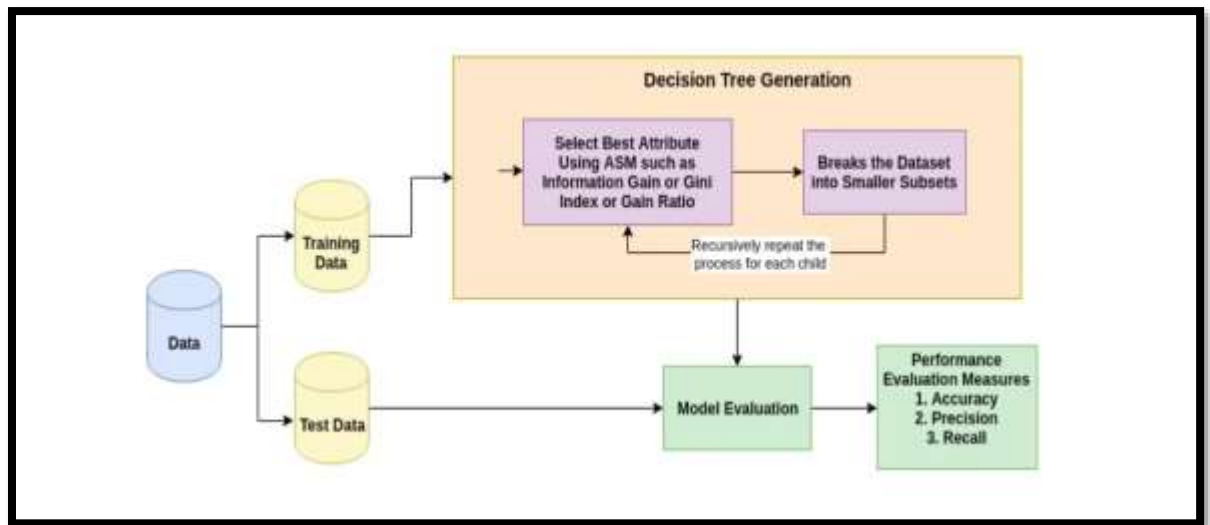 Decision Tree Generation
Select Best Attribute
Using ASM such as
Information Gain or Gini
Index or Gain Ratio
Breaks the Dataset
into Smaller Subsets
Recursively repeat the
process for each child
Training
Data
Data
Test Data
Model Evaluation
Performance
Evaluation Measures
1. Accuracy
2. Precision
3. Recall